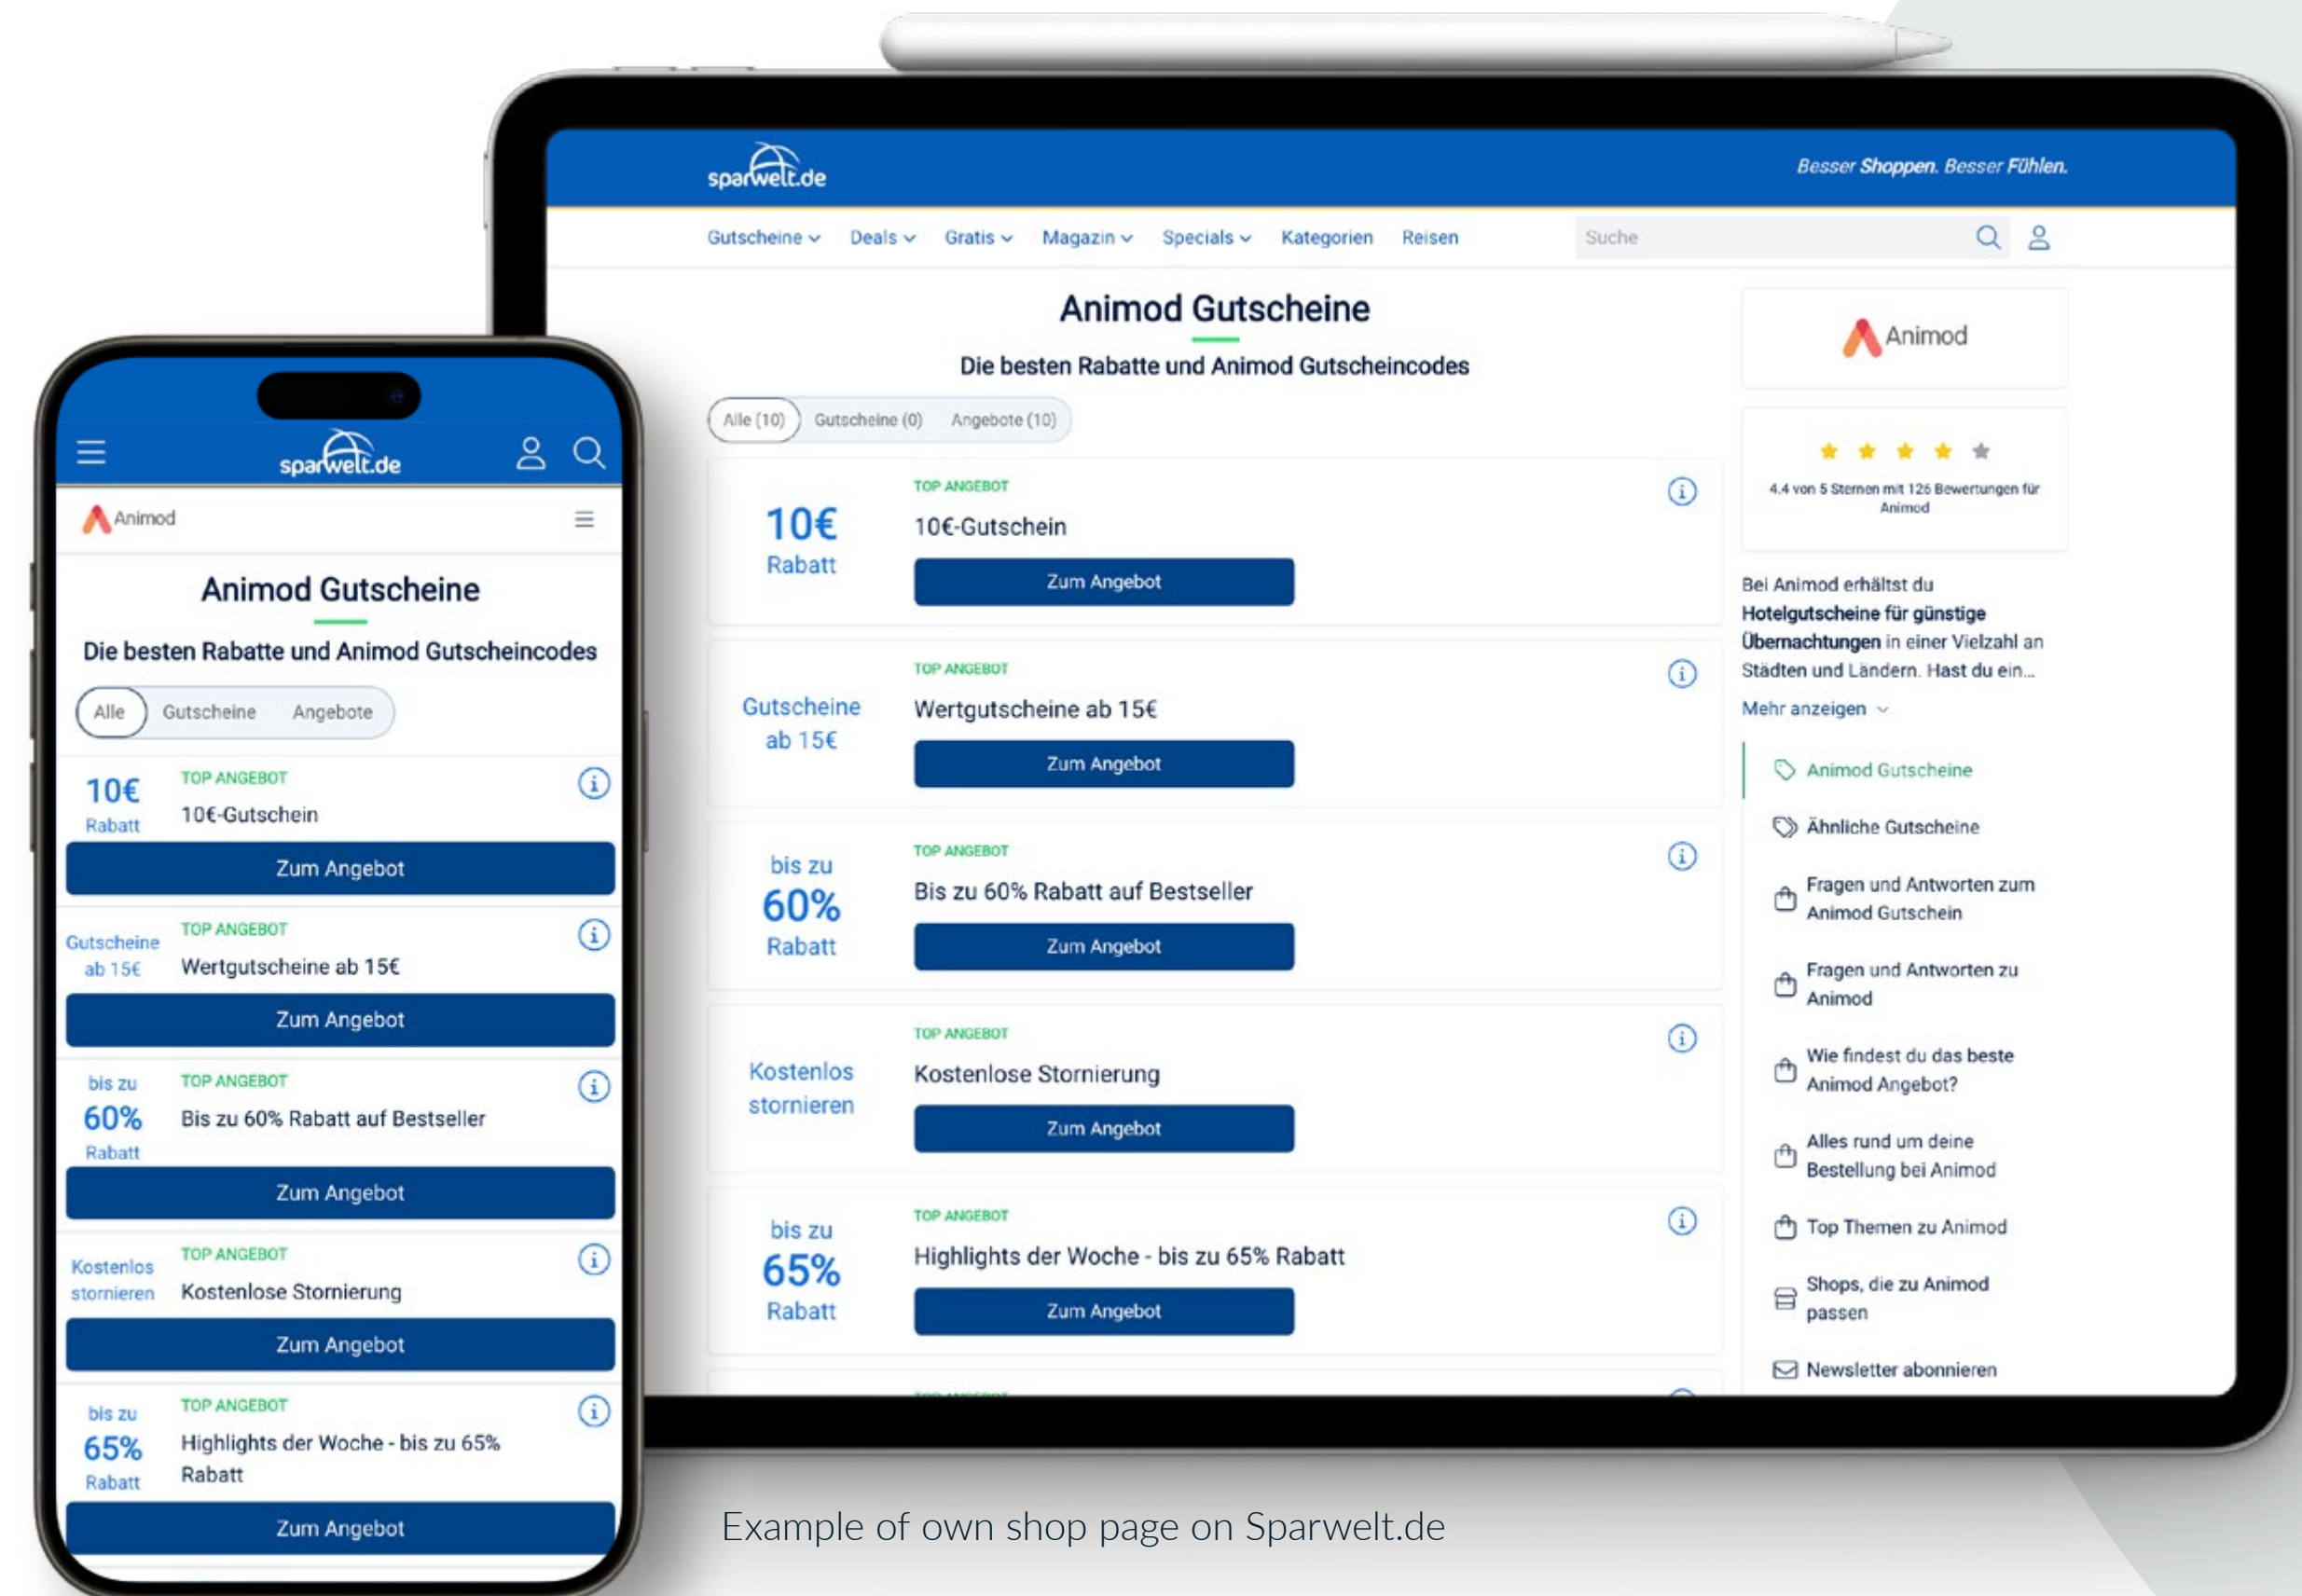 sparwelt.de
Besser Shoppen. Besser Fühlen.
Gutscheine Deals Gratis Magazin Specials Kategorien Reisen Suche
Animod Gutscheine
Die besten Rabatte und Animod Gutscheincodes
Alle (10) Gutscheine (0) Angebote (10)
10€
Rabatt
TOP ANGEBOT
10€-Gutschein
Zum Angebot
Gutscheine
ab 15€
TOP ANGEBOT
Wertgutscheine ab 15€
Zum Angebot
bis zu
60%
Rabatt
TOP ANGEBOT
Bis zu 60% Rabatt auf Bestseller
Zum Angebot
Kostenlos
stornieren
TOP ANGEBOT
Kostenlose Stornierung
Zum Angebot
bis zu
65%
Rabatt
TOP ANGEBOT
Highlights der Woche - bis zu 65% Rabatt
Zum Angebot
Animod
4.4 von 5 Sternen mit 126 Bewertungen für
Animod
Bei Animod erhältst du
Hotelgutscheine für günstige
Übernachtungen in einer Vielzahl an
Städten und Ländern. Hast du ein...
Mehr anzeigen
Animod Gutscheine
Ähnliche Gutscheine
Fragen und Antworten zum
Animod Gutschein
Fragen und Antworten zu
Animod
Wie findest du das beste
Animod Angebot?
Alles rund um deine
Bestellung bei Animod
Top Themen zu Animod
Shops, die zu Animod
passen
Newsletter abonnieren
sparwelt.de
Animod
Animod Gutscheine
Die besten Rabatte und Animod Gutscheincodes
Alle Gutscheine Angebote
10€
Rabatt
TOP ANGEBOT
10€-Gutschein
Zum Angebot
Gutscheine
ab 15€
TOP ANGEBOT
Wertgutscheine ab 15€
Zum Angebot
bis zu
60%
Rabatt
TOP ANGEBOT
Bis zu 60% Rabatt auf Bestseller
Zum Angebot
Kostenlos
stornieren
TOP ANGEBOT
Kostenlose Stornierung
Zum Angebot
bis zu
65%
Rabatt
TOP ANGEBOT
Highlights der Woche - bis zu 65%
Rabatt
Zum Angebot
Example of own shop page on Sparwelt.de